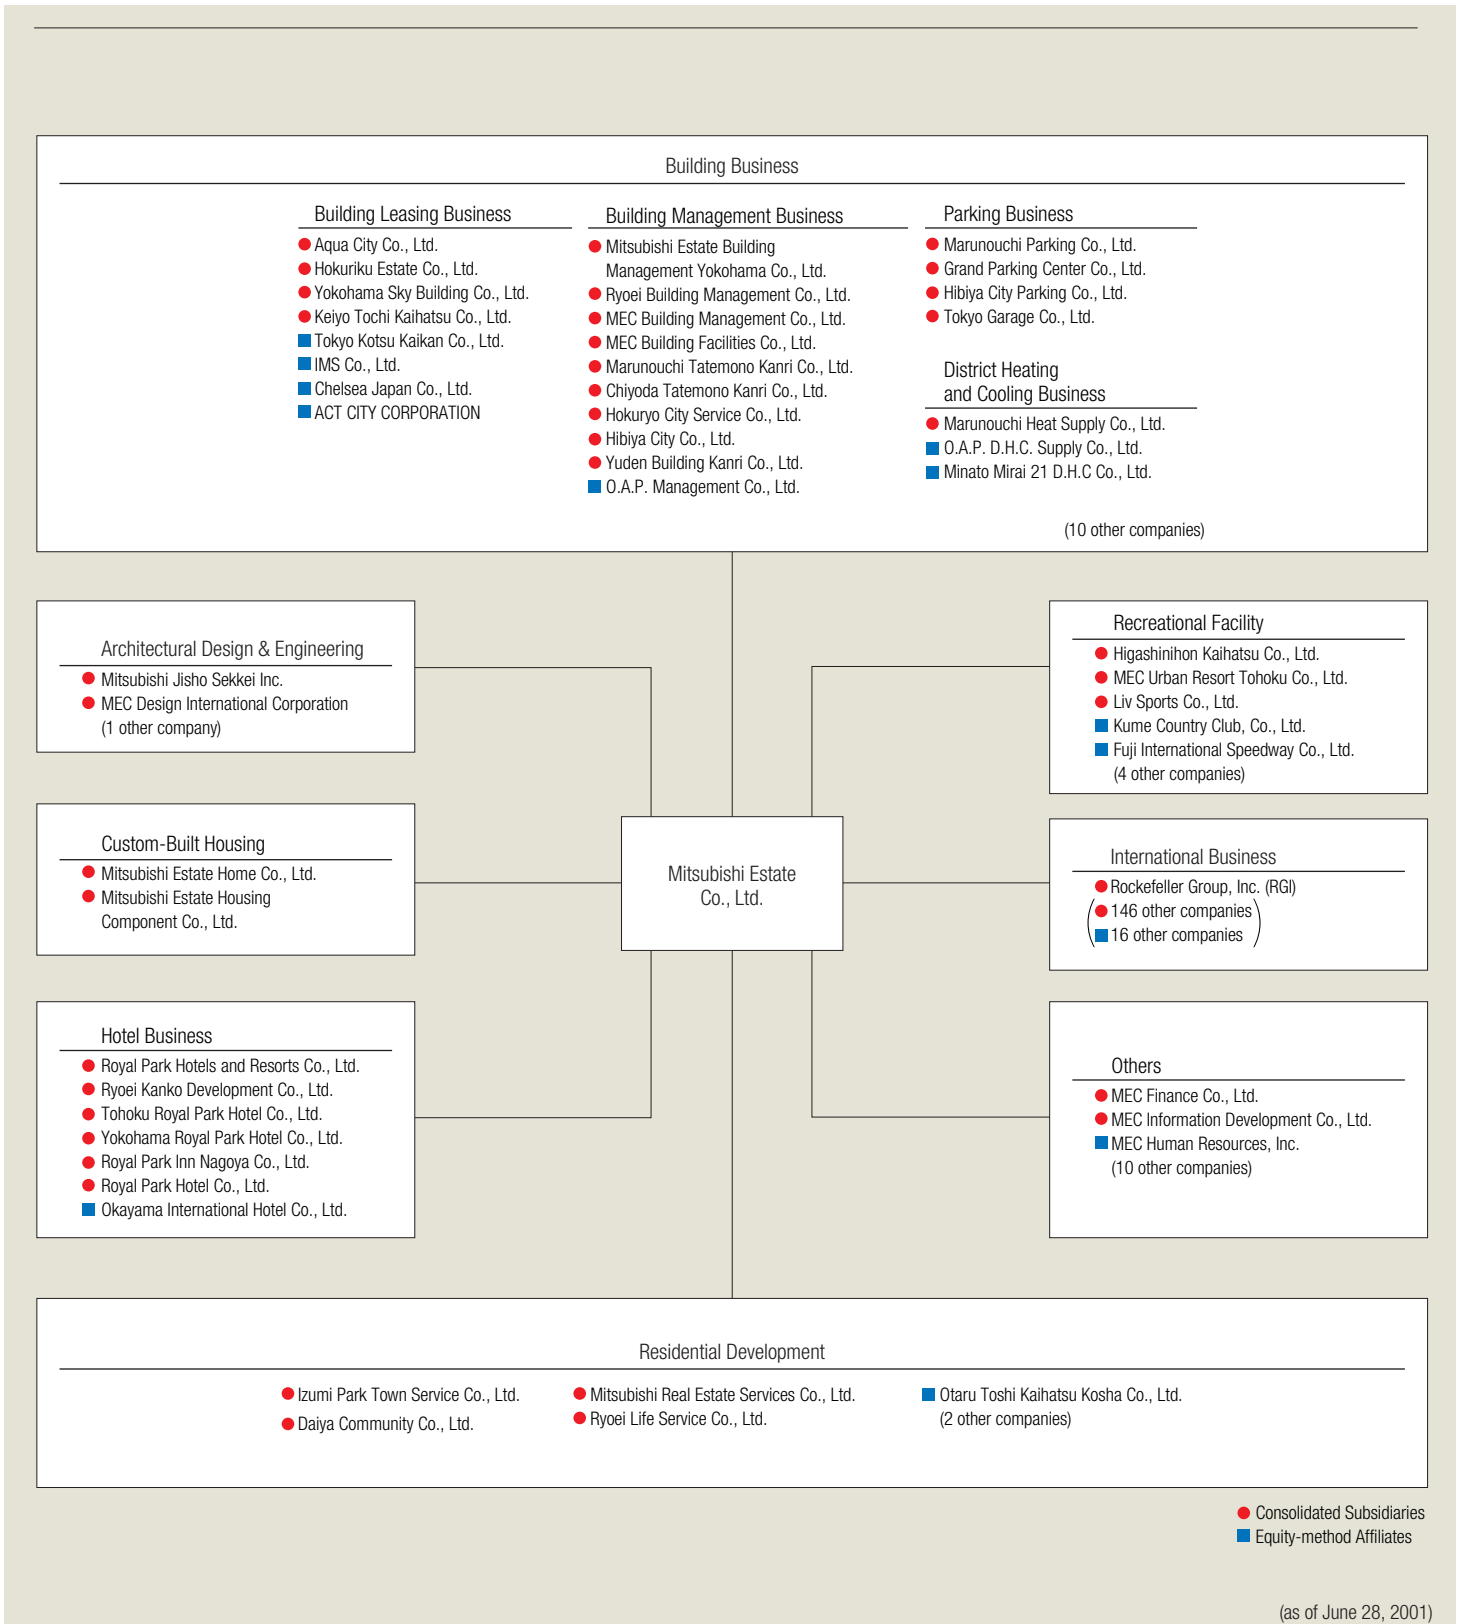 Building Business
Building Leasing Business
Aqua City Co., Ltd.
Hokuriku Estate Co., Ltd.
Yokohama Sky Building Co., Ltd.
Keiyo Tochi Kaihatsu Co., Ltd.
Tokyo Kotsu Kaikan Co., Ltd.
IMS Co., Ltd.
Chelsea Japan Co., Ltd.
ACT CITY CORPORATION
Building Management Business
Mitsubishi Estate Building
Management Yokohama Co., Ltd.
Ryoei Building Management Co., Ltd.
MEC Building Management Co., Ltd.
MEC Building Facilities Co., Ltd.
Marunouchi Tatemono Kanri Co., Ltd.
Chiyoda Tatemono Kanri Co., Ltd.
Hokuryo City Service Co., Ltd.
Hibiya City Co., Ltd.
Yuden Building Kanri Co., Ltd.
O.A.P. Management Co., Ltd.
Parking Business
Marunouchi Parking Co., Ltd.
Grand Parking Center Co., Ltd.
Hibiya City Parking Co., Ltd.
Tokyo Garage Co., Ltd.
District Heating
and Cooling Business
Marunouchi Heat Supply Co., Ltd.
O.A.P. D.H.C. Supply Co., Ltd.
Minato Mirai 21 D.H.C Co., Ltd.
(10 other companies)
Architectural Design & Engineering
Mitsubishi Jisho Sekkei Inc.
MEC Design International Corporation
(1 other company)
Custom-Built Housing
Mitsubishi Estate Home Co., Ltd.
Mitsubishi Estate Housing
Component Co., Ltd.
Hotel Business
Royal Park Hotels and Resorts Co., Ltd.
Ryoei Kanko Development Co., Ltd.
Tohoku Royal Park Hotel Co., Ltd.
Yokohama Royal Park Hotel Co., Ltd.
Royal Park Inn Nagoya Co., Ltd.
Royal Park Hotel Co., Ltd.
Okayama International Hotel Co., Ltd.
Mitsubishi Estate
Co., Ltd.
Recreational Facility
Higashinihon Kaihatsu Co., Ltd.
MEC Urban Resort Tohoku Co., Ltd.
Liv Sports Co., Ltd.
Kume Country Club, Co., Ltd.
Fuji International Speedway Co., Ltd.
(4 other companies)
International Business
Rockefeller Group, Inc. (RGI)
146 other companies
16 other companies
Others
MEC Finance Co., Ltd.
MEC Information Development Co., Ltd.
MEC Human Resources, Inc.
(10 other companies)
Residential Development
Izumi Park Town Service Co., Ltd.
Daiya Community Co., Ltd.
Mitsubishi Real Estate Services Co., Ltd.
Ryoei Life Service Co., Ltd.
Otaru Toshi Kaihatsu Kosha Co., Ltd.
(2 other companies)
Consolidated Subsidiaries
Equity-method Affiliates
(as of June 28, 2001)